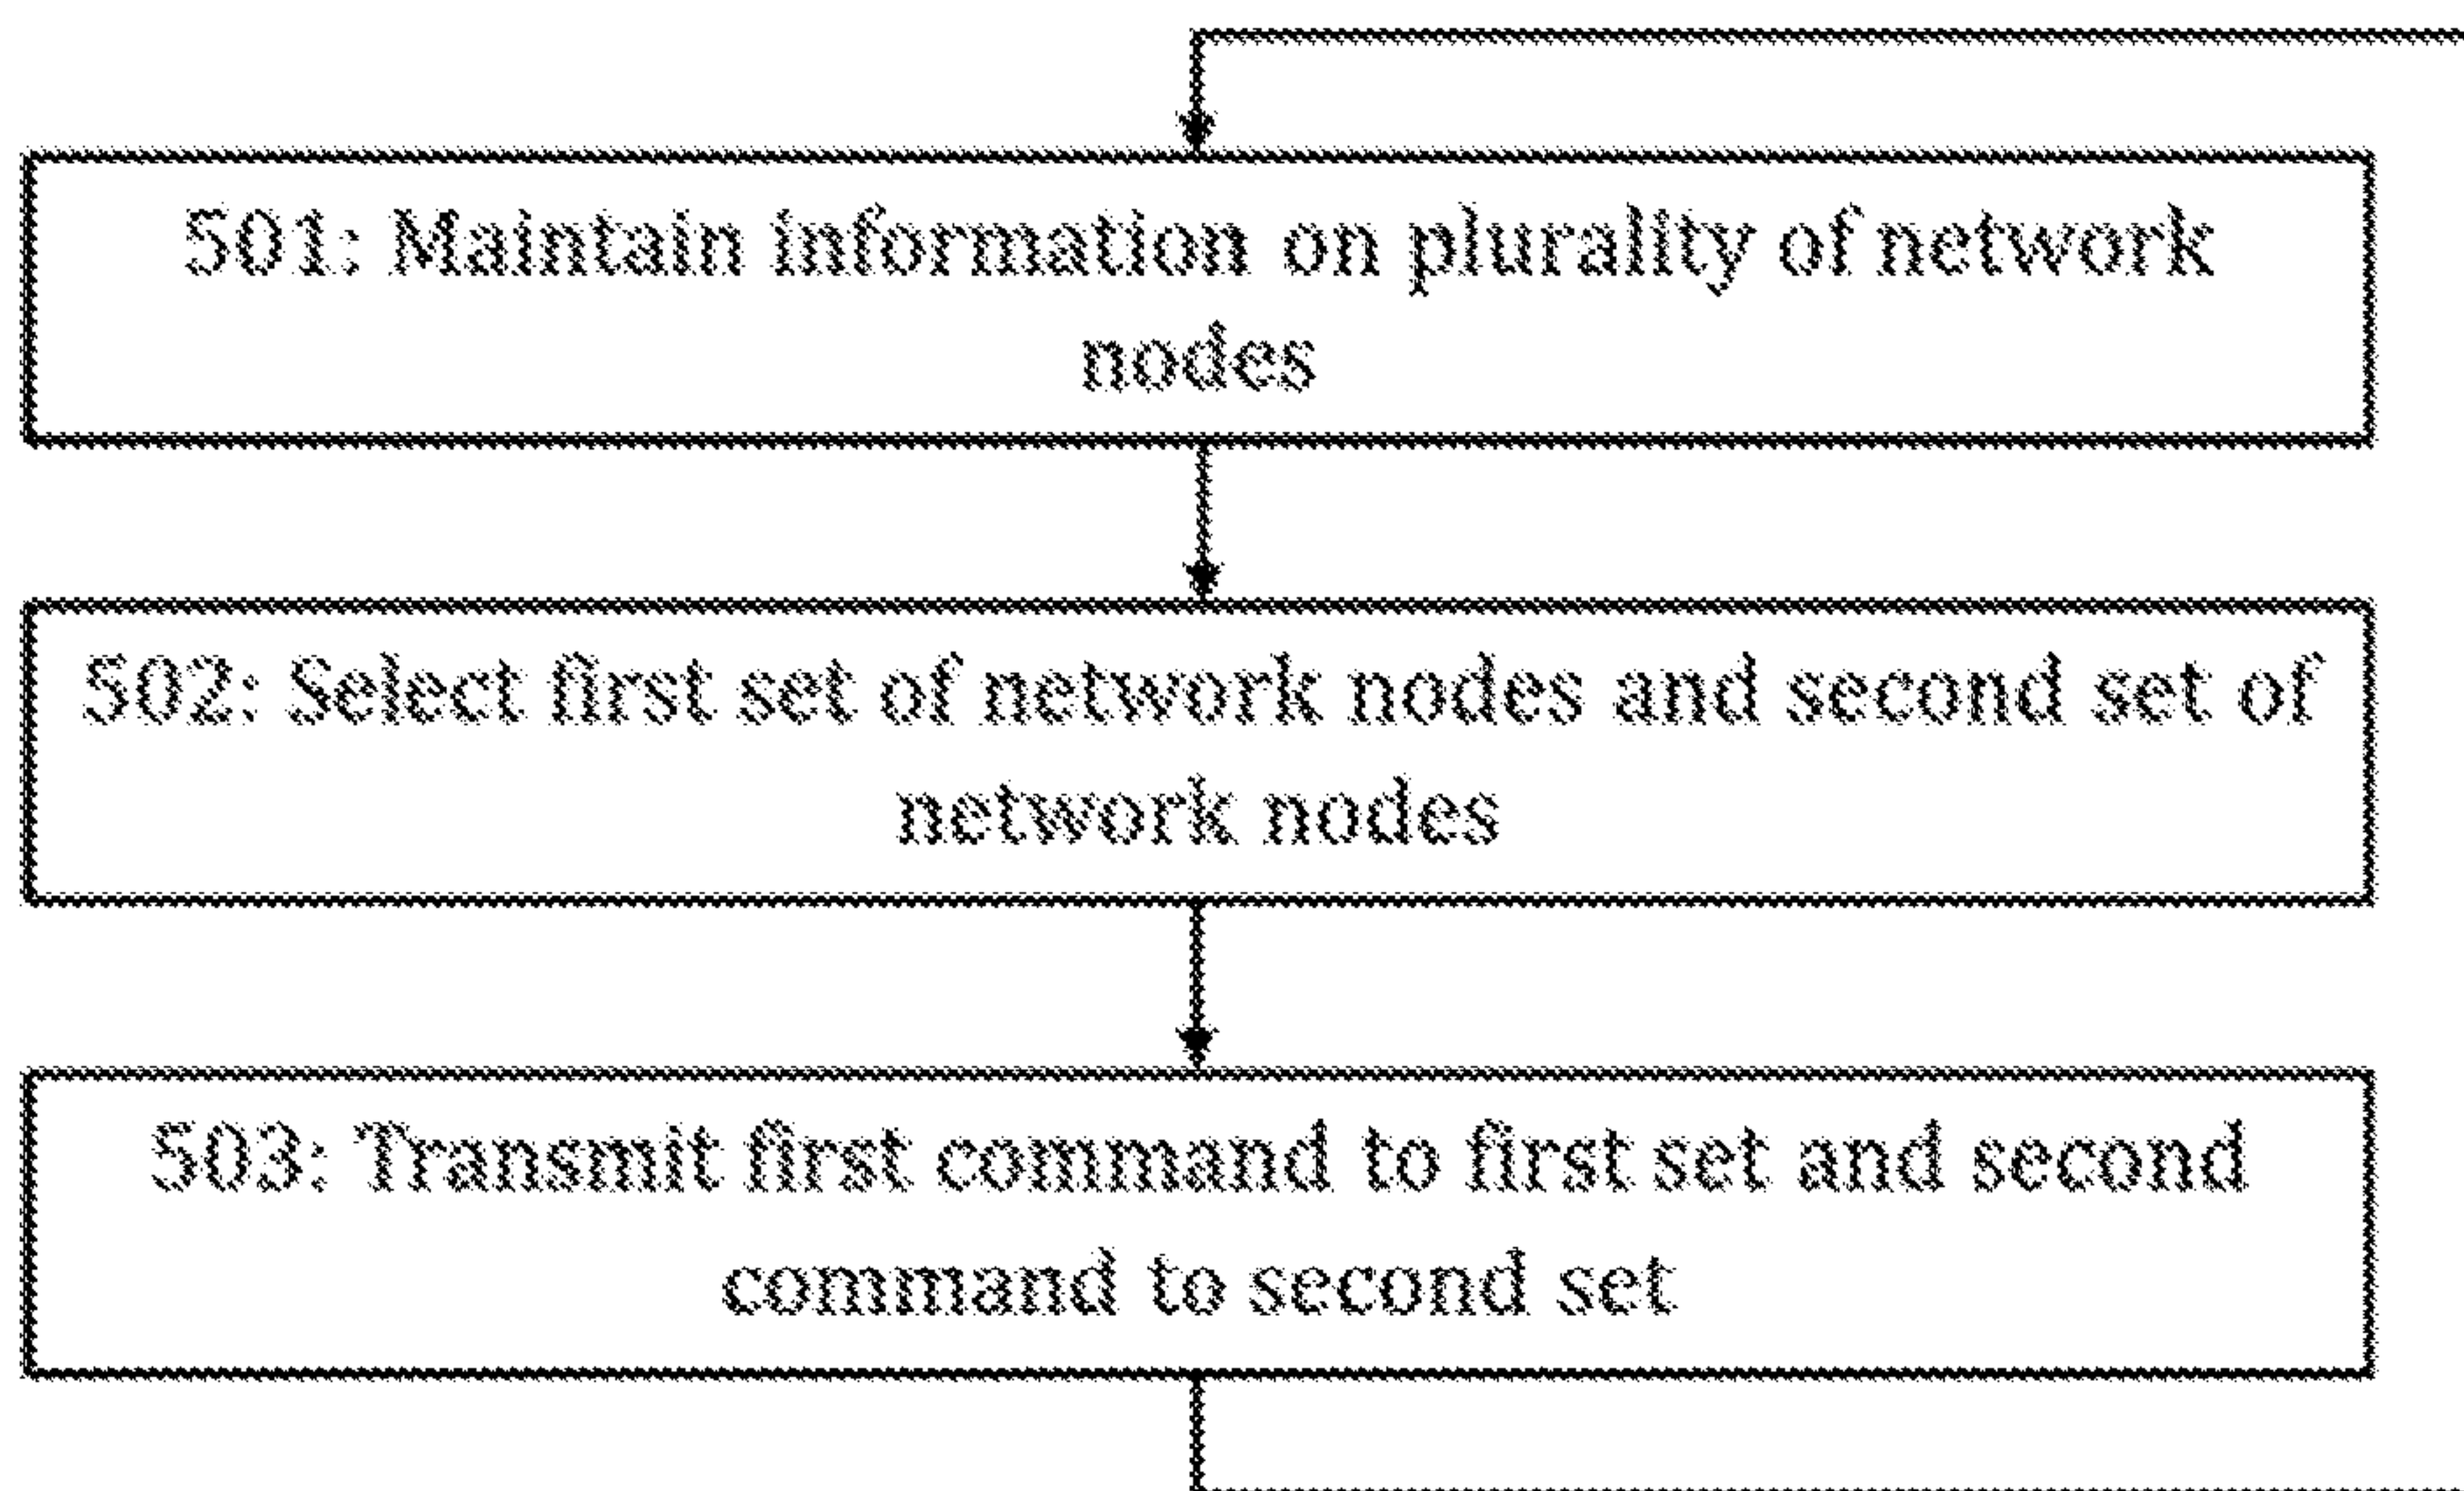 501: Maintain information on plurality of network
nodes
502: Select first set of network nodes and second set of
network nodes
503: Transmit first command to first set and second
command to second set